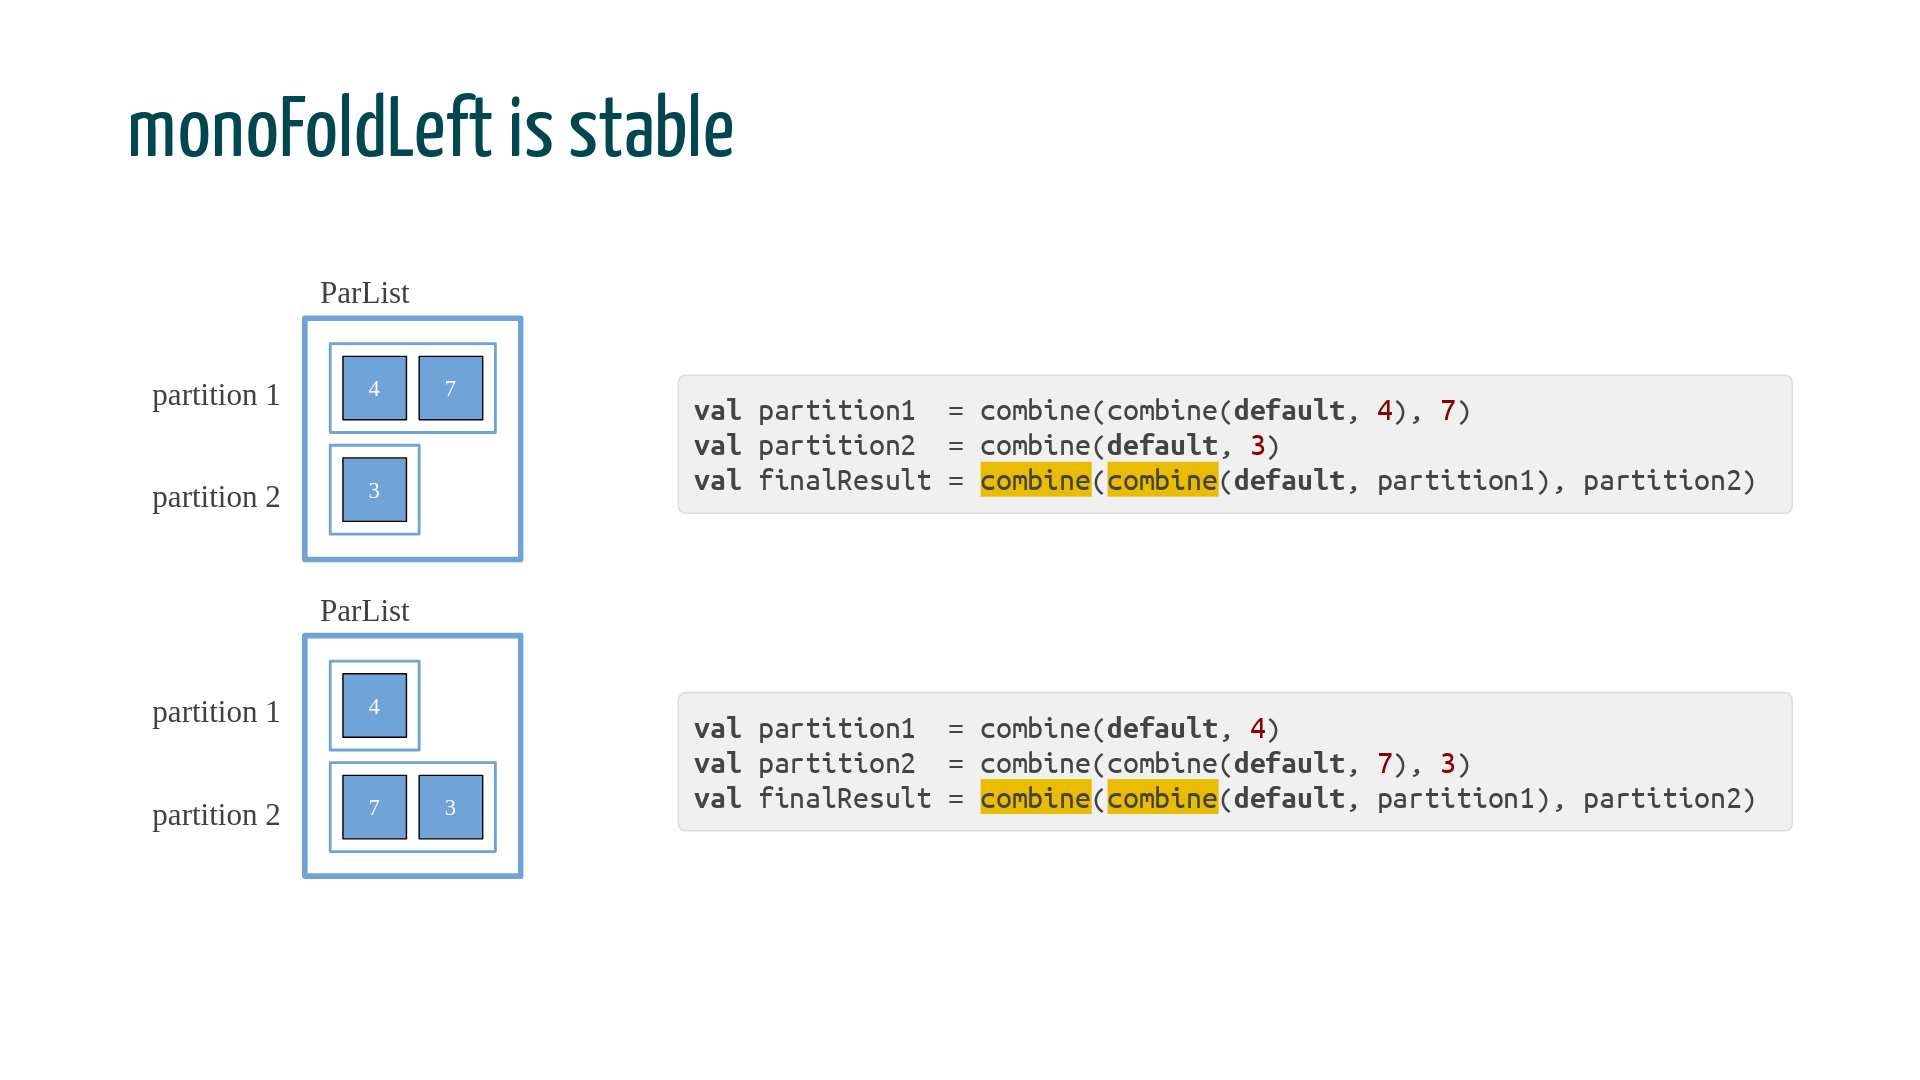 monoFoldLeft is stable
ParList
partition 1
4 7
partition 2
3
val partition1  = combine(combine(default, 4), 7)
val partition2  = combine(default, 3)
val finalResult = combine(combine(default, partition1), partition2)
ParList
partition 1
4
partition 2
7 3
val partition1  = combine(default, 4)
val partition2  = combine(combine(default, 7), 3)
val finalResult = combine(combine(default, partition1), partition2)